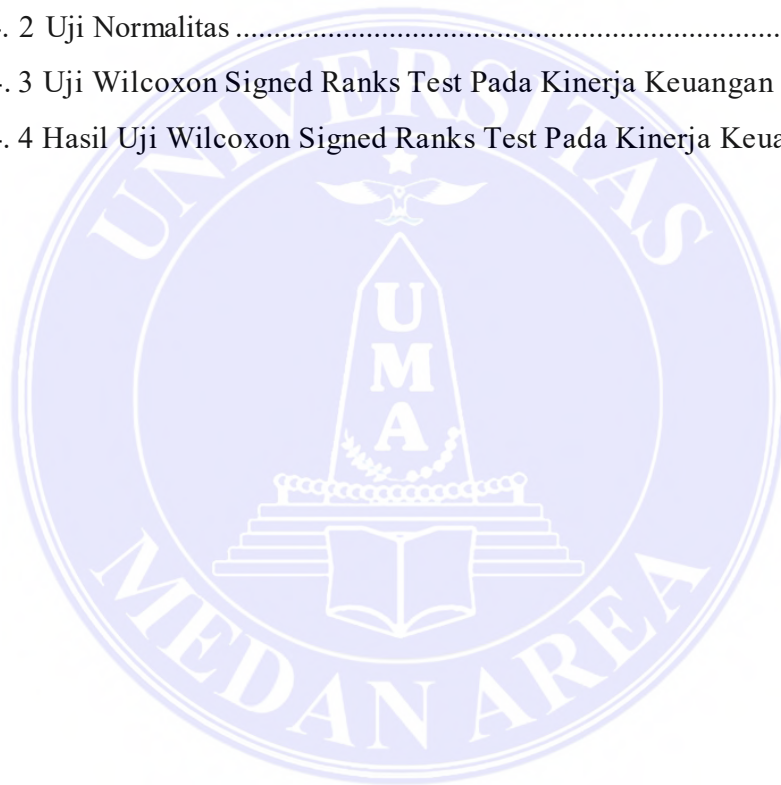 . 2 Uji Normalitas ........................................................................
. 3 Uji Wilcoxon Signed Ranks Test Pada Kinerja Keuangan
. 4 Hasil Uji Wilcoxon Signed Ranks Test Pada Kinerja
UNIVERSITAS
U
M
A
MEDAN AREA